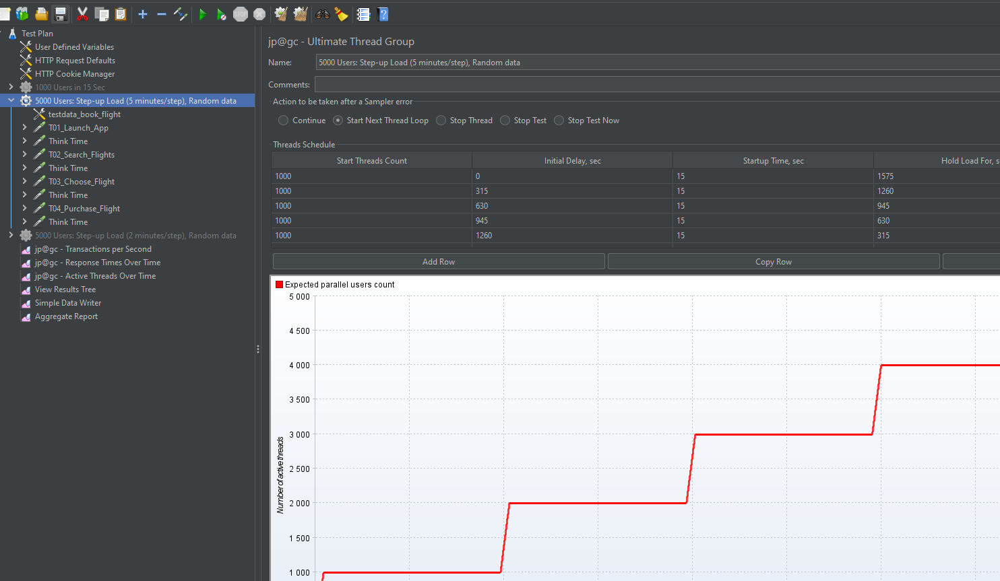 Test Plan
User Defined Variables
HTTP Request Defaults
HTTP Cookie Manager
1000 Users in 15 Sec
5000 Users: Step-up Load (5 minutes/step), Random data
testdata_book_flight
T01_Launch_App
Think Time
T02_Search_Flights
Think Time
T03_Choose_Flight
Think Time
T04_Purchase_Flight
Think Time
5000 Users: Step-up Load (2 minutes/step), Random data
jp@gc - Transactions per Second
jp@gc - Response Times Over Time
jp@gc - Active Threads Over Time
View Results Tree
Simple Data Writer
Aggregate Report
jp@gc - Ultimate Thread Group
Name: 5000 Users: Step-up Load (5 minutes/step), Random data
Comments:
Action to be taken after a Sampler error
Continue Start Next Thread Loop Stop Thread Stop Test Stop Test Now
Threads Schedule
Start Threads Count Initial Delay, sec Startup Time, sec Hold Load For, s
1000 0 15 1575
1000 315 15 1260
1000 630 15 945
1000 945 15 630
1000 1260 15 315
Add Row Copy Row
Expected parallel users count
5 000
4 500
4 000
3 500
3 000
2 500
2 000
1 500
1 000
Number of active threads